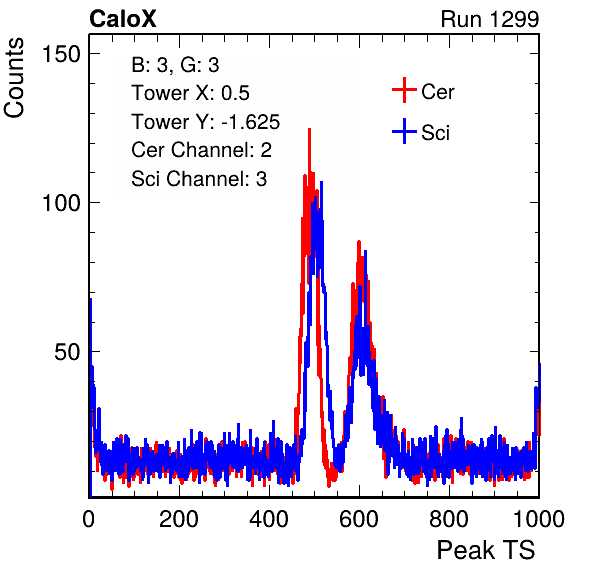 CaloX Run 1299
Counts
150
100
50
B: 3, G: 3
Tower X: 0.5
Tower Y: -1.625
Cer Channel: 2
Sci Channel: 3
Cer
Sci
0 200 400 600 800 1000
Peak TS